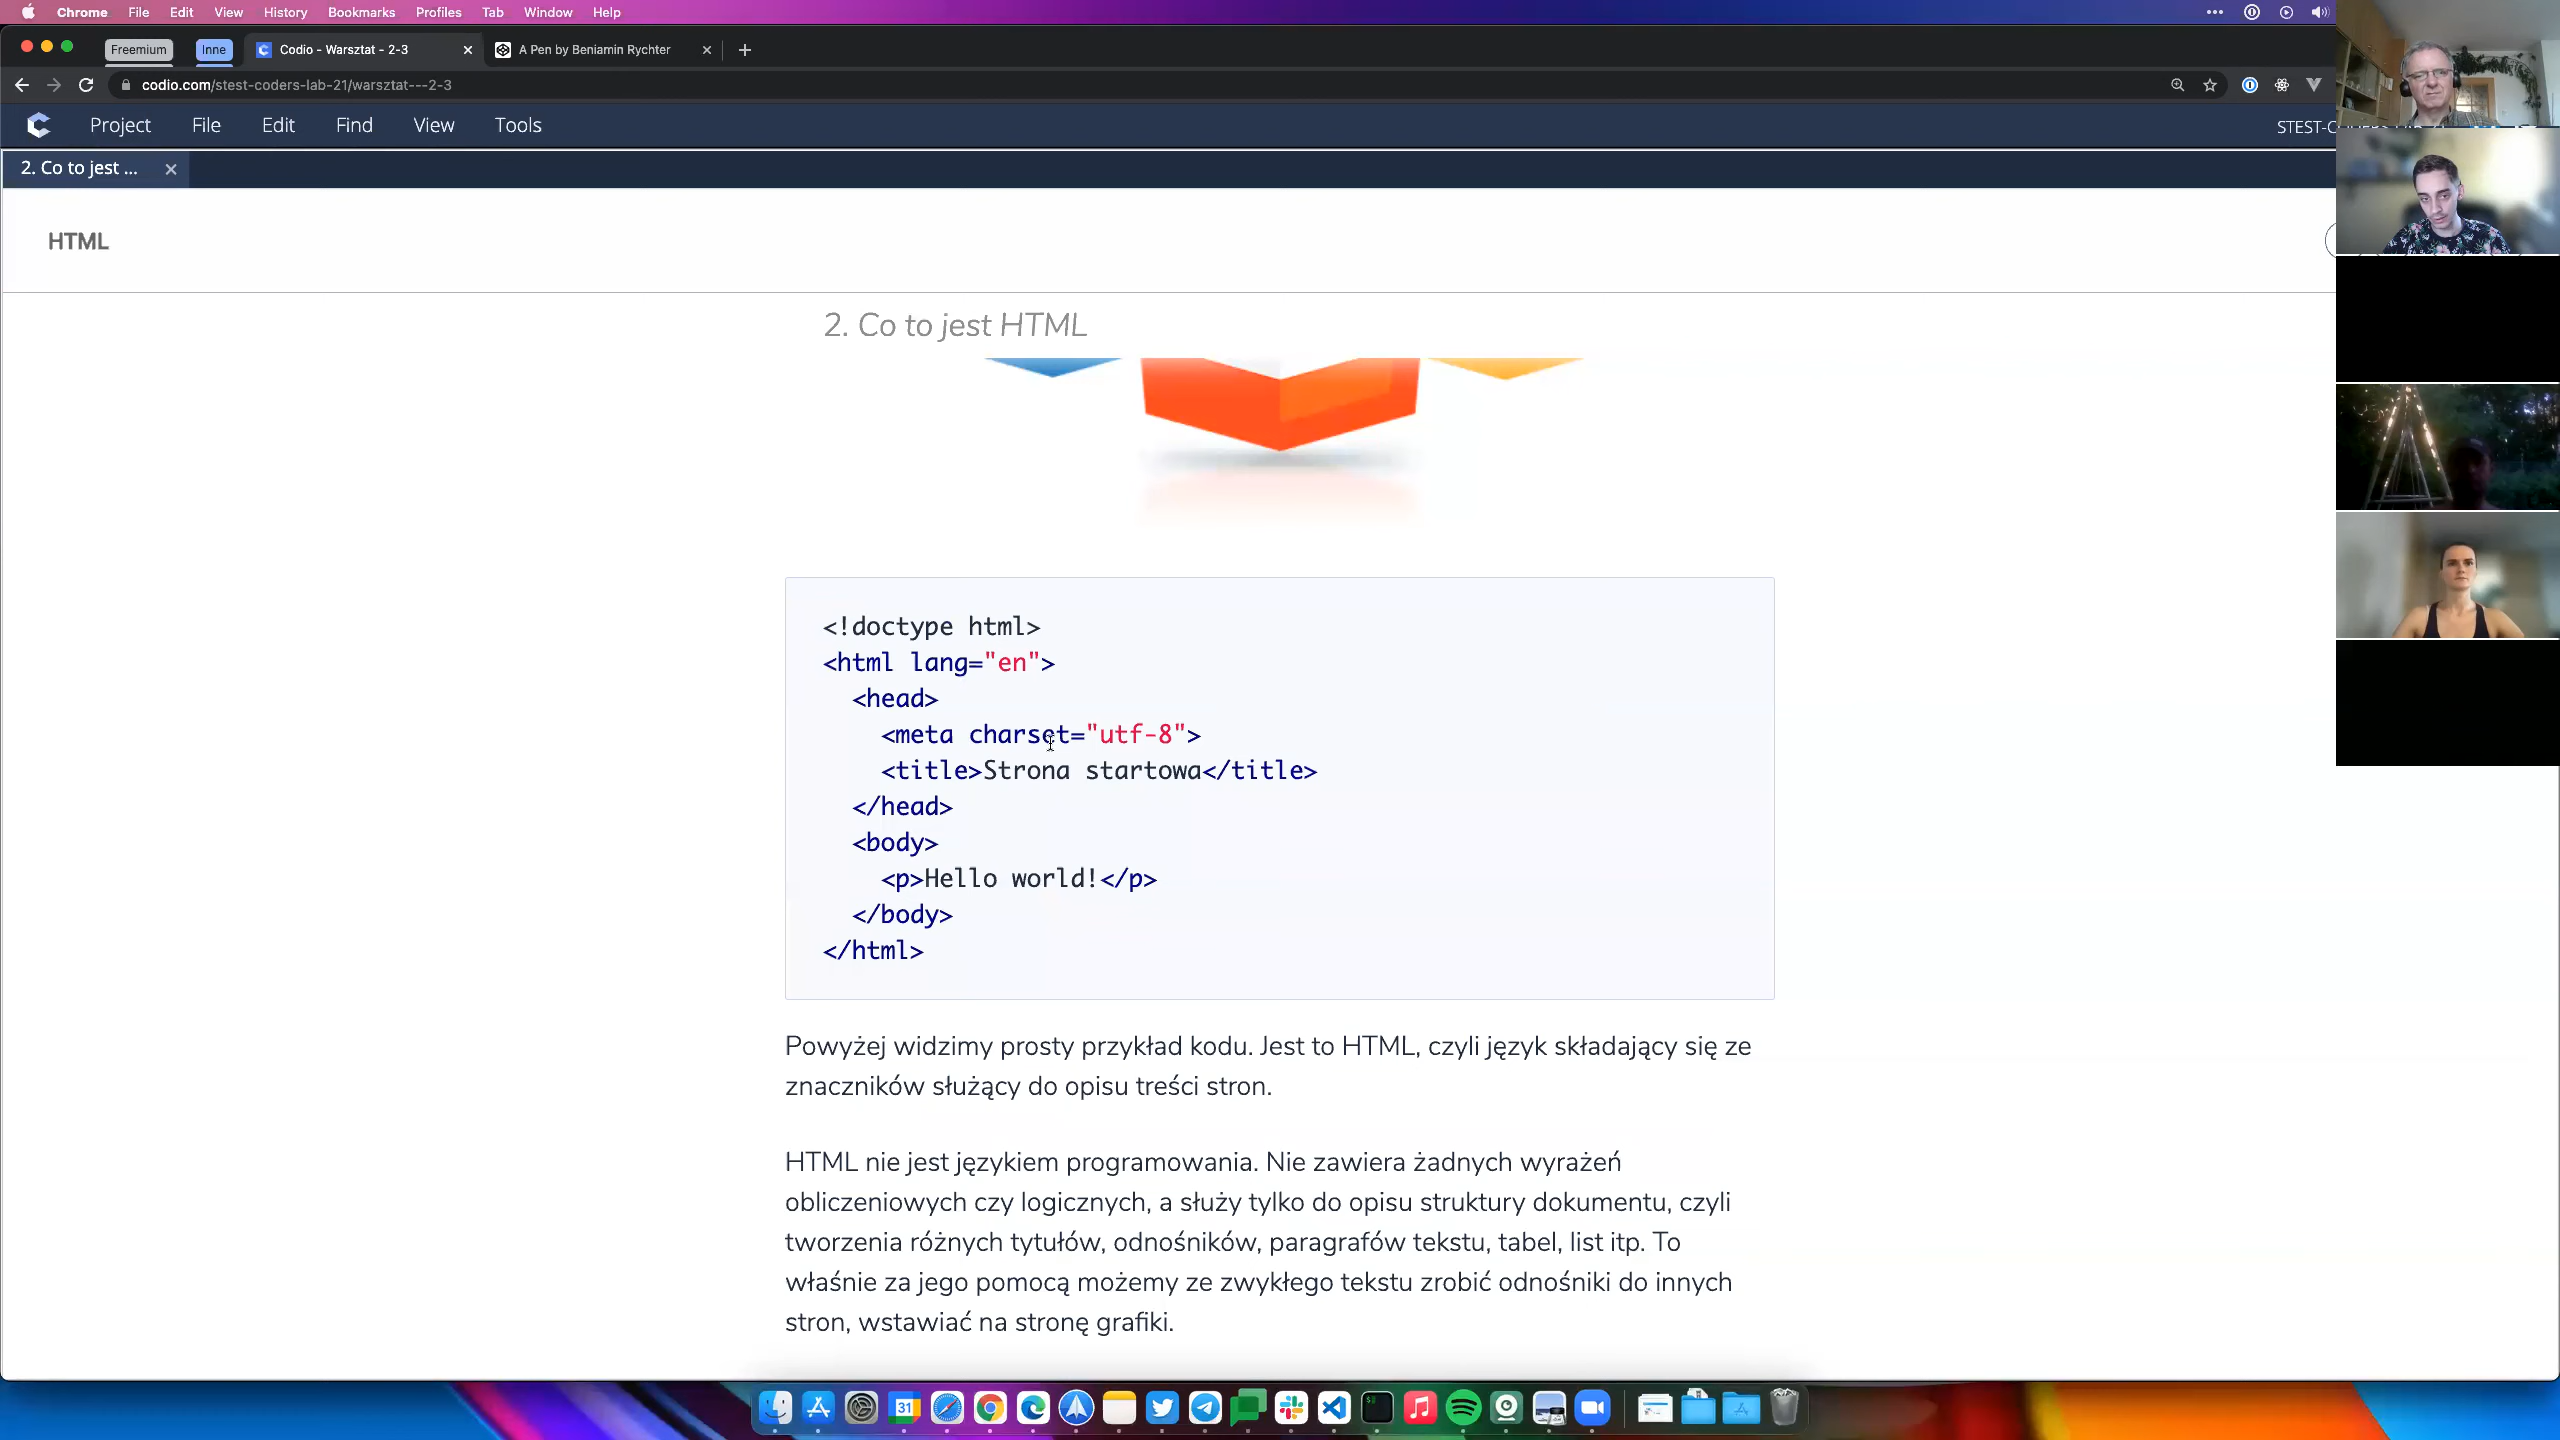 Chrome File Edit View History Bookmarks Profiles Tab Window Help
Freemium Inne Codio - Warsztat - 2-3 A Pen by Beniamin Rychter
codio.com/stest-coders-lab-21/warsztat---2-3
Project File Edit Find View Tools
2. Co to jest ...
HTML
2. Co to jest HTML
<!doctype html>
<html lang="en">
<head>
<meta charset="utf-8">
<title>Strona startowa</title>
</head>
<body>
<p>Hello world!</p>
</body>
</html>
Powyżej widzimy prosty przykład kodu. Jest to HTML, czyli język składający się ze
znaczników służący do opisu treści stron.
HTML nie jest językiem programowania. Nie zawiera żadnych wyrażeń
obliczeniowych czy logicznych, a służy tylko do opisu struktury dokumentu, czyli
tworzenia różnych tytułów, odnośników, paragrafów tekstu, tabel, list itp. To
właśnie za jego pomocą możemy ze zwykłego tekstu zrobić odnośniki do innych
stron, wstawiać na stronę grafiki.
31